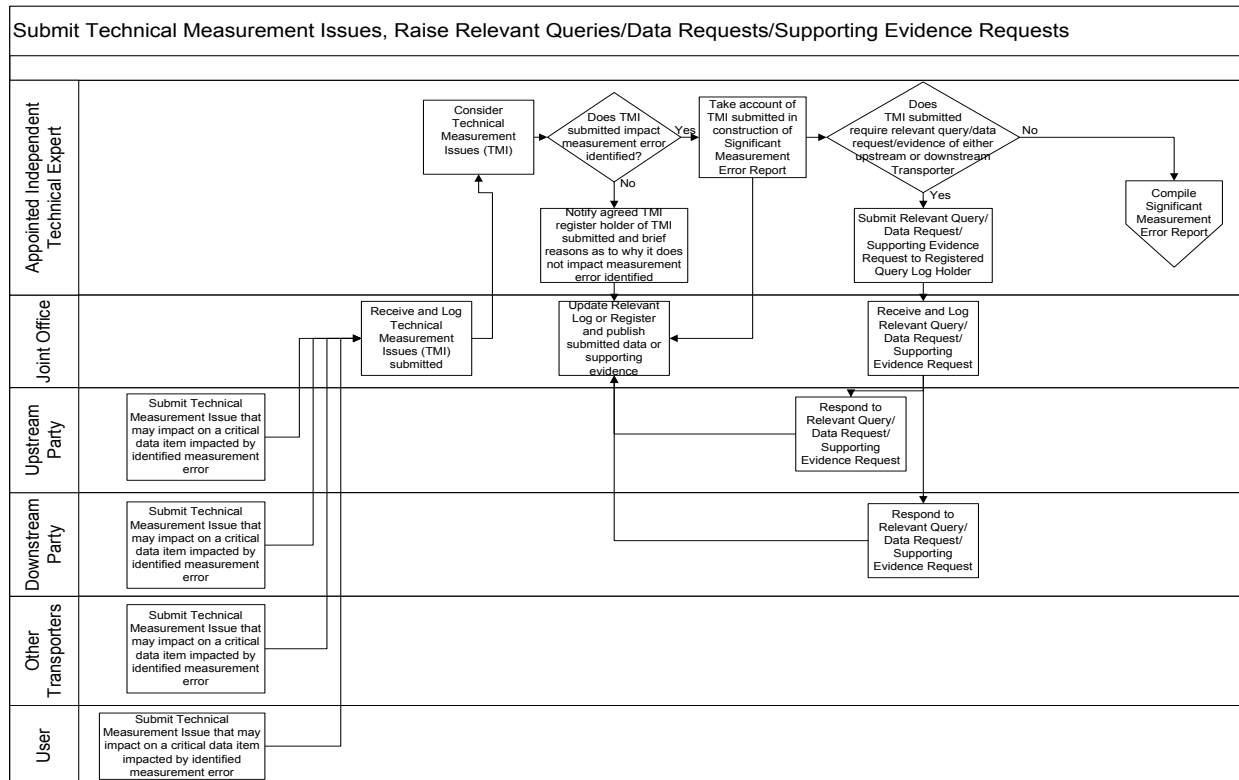 Submit Technical Measurement Issues, Raise Relevant Queries/Data Requests/Supporting Evidence Requests
Appointed Independent
Technical Expert
Consider
Technical
Measurement
Issues (TMI)
Does TMI
submitted impact
measurement error
identified?
Yes
No
Take account of
TMI submitted in
construction of
Significant
Measurement
Error Report
Does
TMI submitted
require relevant query/data
request/evidence of either
upstream or downstream
Transporter
No
Yes
Compile
Significant
Measurement
Error Report
Notify agreed TMI
register holder of TMI
submitted and brief
reasons as to why it does
not impact measurement
error identified
Submit Relevant Query/
Data Request/
Supporting Evidence
Request to Registered
Query Log Holder
Joint Office
Receive and Log
Technical
Measurement
Issues (TMI)
submitted
Update Relevant
Log or Register
and publish
submitted data or
supporting
evidence
Receive and Log
Relevant Query/
Data Request/
Supporting
Evidence Request
Upstream
Party
Submit Technical
Measurement Issue that
may impact on a critical
data item impacted by
identified measurement
error
Respond to
Relevant Query/
Data Request/
Supporting
Evidence Request
Downstream
Party
Submit Technical
Measurement Issue that
may impact on a critical
data item impacted by
identified measurement
error
Respond to
Relevant Query/
Data Request/
Supporting
Evidence Request
Other
Transporters
Submit Technical
Measurement Issue that
may impact on a critical
data item impacted by
identified measurement
error
User
Submit Technical
Measurement Issue that may
impact on a critical data item
impacted by identified
measurement error